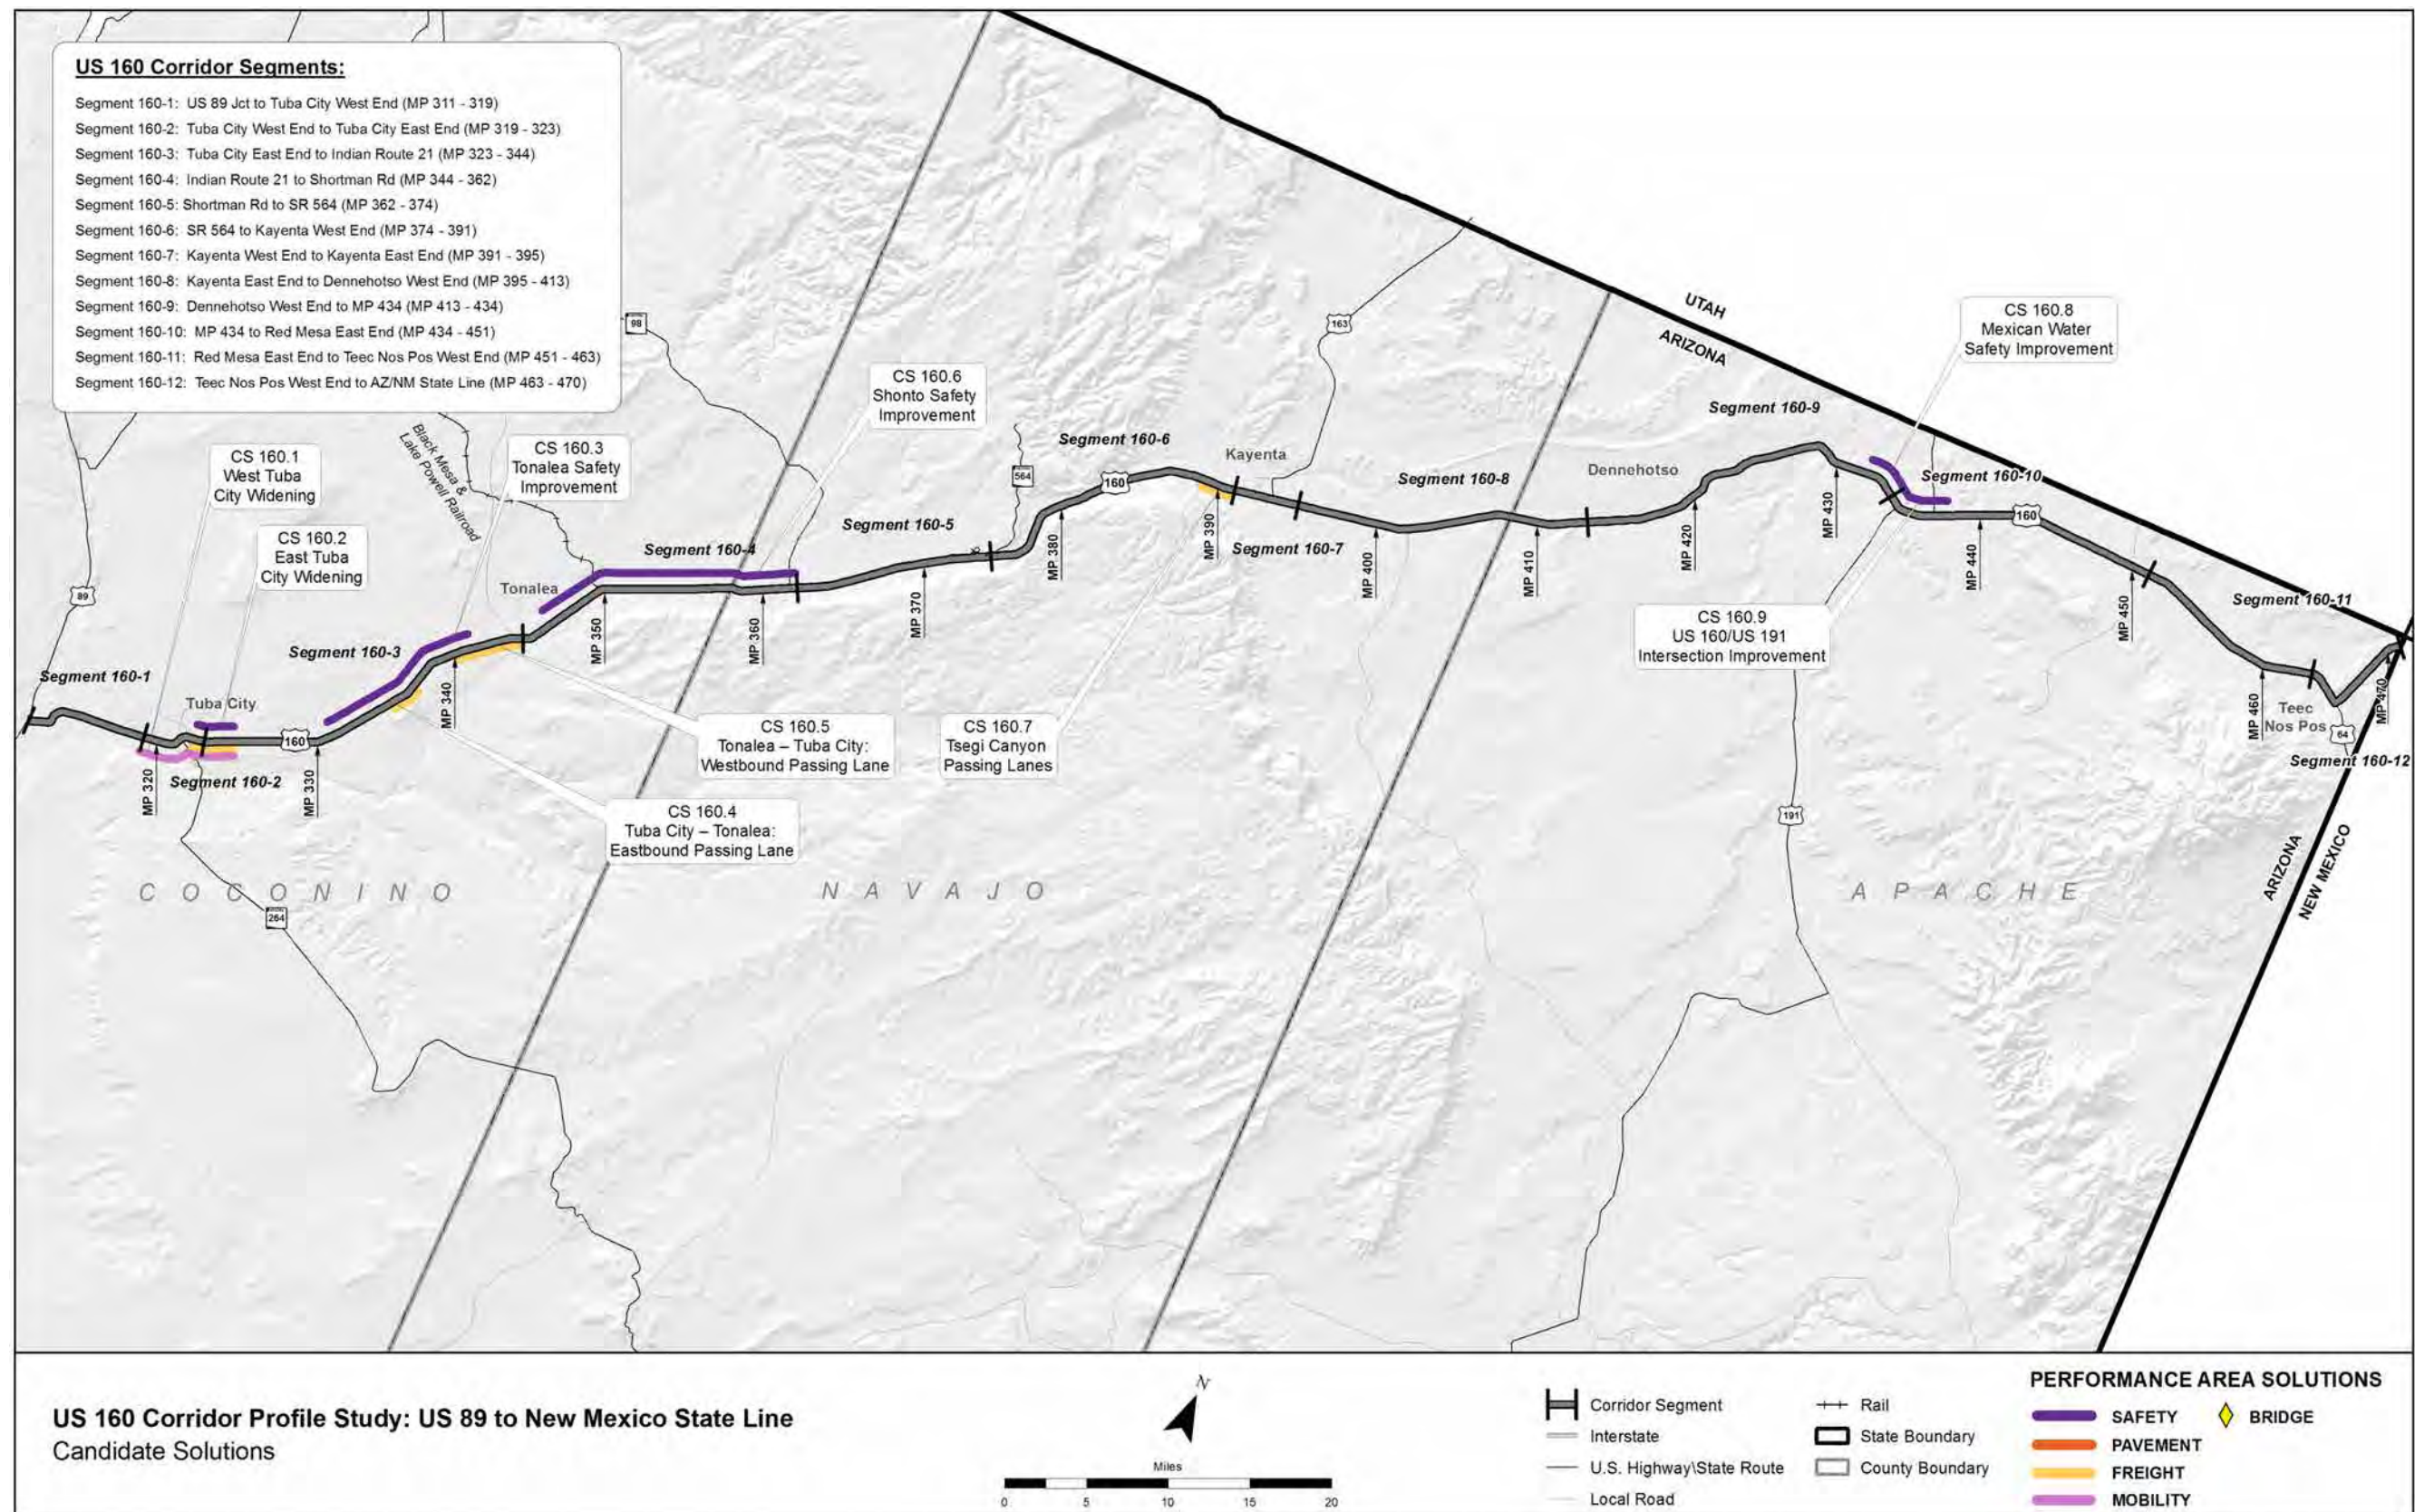 US 160 Corridor Segments:
Segment 160-1: US 89 Jct to Tuba City West End (MP 311 - 319)
Segment 160-2: Tuba City West End to Tuba City East End (MP 319 - 323)
Segment 160-3: Tuba City East End to Indian Route 21 (MP 323 - 344)
Segment 160-4: Indian Route 21 to Shortman Rd (MP 344 - 362)
Segment 160-5: Shortman Rd to SR 564 (MP 362 - 374)
Segment 160-6: SR 564 to Kayenta West End (MP 374 - 391)
Segment 160-7: Kayenta West End to Kayenta East End (MP 391 - 395)
Segment 160-8: Kayenta East End to Dennehotso West End (MP 395 - 413)
Segment 160-9: Dennehotso West End to MP 434 (MP 413 - 434)
Segment 160-10: MP 434 to Red Mesa East End (MP 434 - 451)
Segment 160-11: Red Mesa East End to Teec Nos Pos West End (MP 451 - 463)
Segment 160-12: Teec Nos Pos West End to AZ/NM State Line (MP 463 - 470)
98
163
UTAH
ARIZONA
CS 160.8
Mexican Water
Safety Improvement
CS 160.6
Shonto Safety
Improvement
Segment 160-9
Black Mesa &
Lake Powell Railroad
CS 160.3
Tonalea Safety
Improvement
CS 160.1
West Tuba
City Widening
Segment 160-6
Kayenta
564
160
Segment 160-8
Dennehotso
Segment 160-10
CS 160.2
East Tuba
City Widening
Segment 160-5
MP 380
MP 390
Segment 160-7
MP 400
MP 410
MP 420
MP 430
MP 440
160
Segment 160-4
89
Tonalea
MP 350
MP 360
MP 370
MP 450
Segment 160-11
CS 160.9
US 160/US 191
Intersection Improvement
Segment 160-3
Segment 160-1
Tuba City
160
MP 320
Segment 160-2
MP 330
MP 340
CS 160.5
Tonalea – Tuba City:
Westbound Passing Lane
CS 160.7
Tsegi Canyon
Passing Lanes
MP 460
Teec
Nos Pos
64
MP 470
Segment 160-12
CS 160.4
Tuba City – Tonalea:
Eastbound Passing Lane
191
COCONINO
264
NAVAJO
APACHE
ARIZONA
NEW MEXICO
US 160 Corridor Profile Study: US 89 to New Mexico State Line
Candidate Solutions
N
Miles
0 5 10 15 20
Corridor Segment
Interstate
U.S. Highway\State Route
Local Road
Rail
State Boundary
County Boundary
PERFORMANCE AREA SOLUTIONS
SAFETY
BRIDGE
PAVEMENT
FREIGHT
MOBILITY